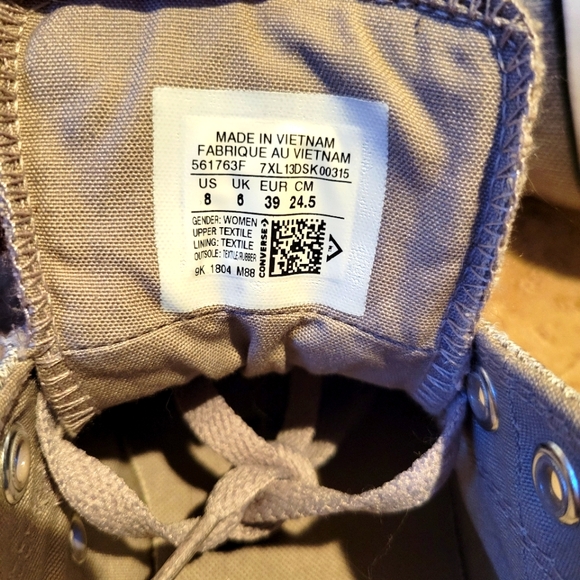 MADE IN VIETNAM
FABRIQUE AU VIETNAM
561763F 7XL13DSK00315
US UK EUR CM
8 6 39 24.5
GENDER: WOMEN
UPPER TEXTILE
LINING: TEXTILE
OUTSOLE: TEXTILE/RUBBER
9K 1804 M88
CONVERSE